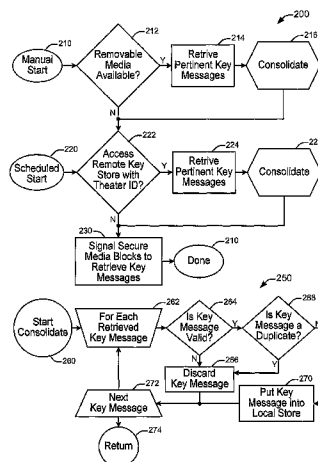 200
210
Manual
Start
212
Removable
Media
Available?
Y
N
214
Retrive
Pertinent Key
Messages
216
Consolidate
220
Scheduled
Start
222
Access
Remote Key
Store with
Theater ID?
Y
N
224
Retrive
Pertinent Key
Messages
22
Consolidate
230
Signal Secure
Media Blocks to
Retrieve Key
Messages
210
Done
250
Start
Consolidate
260
262
For Each
Retrieved
Key Message
264
Is Key
Message
Valid?
Y
N
268
Is Key
Message a
Duplicate?
N
Y
266
Discard
Key Message
270
Put Key
Message into
Local Store
272
Next
Key Message
274
Return